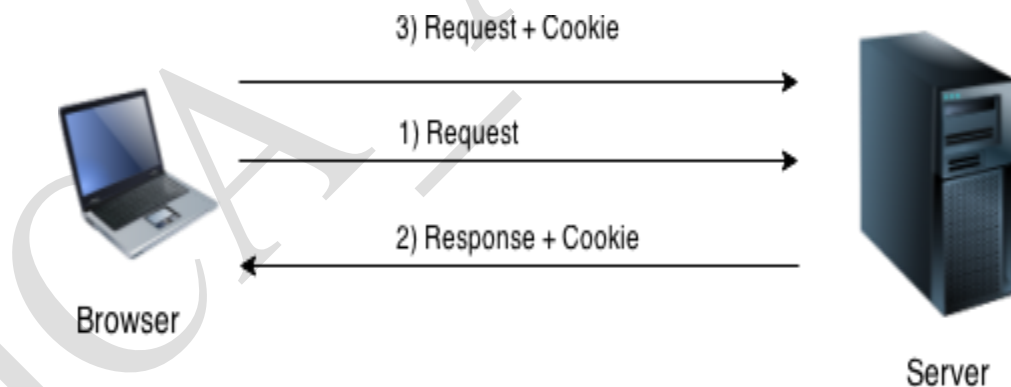 3) Request + Cookie
1) Request
2) Response + Cookie
Browser
Server